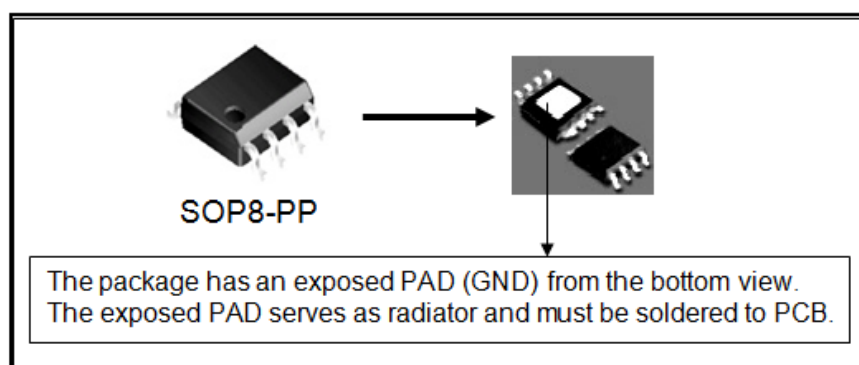 SOP8-PP
The package has an exposed PAD (GND) from the bottom view.
The exposed PAD serves as radiator and must be soldered to PCB.